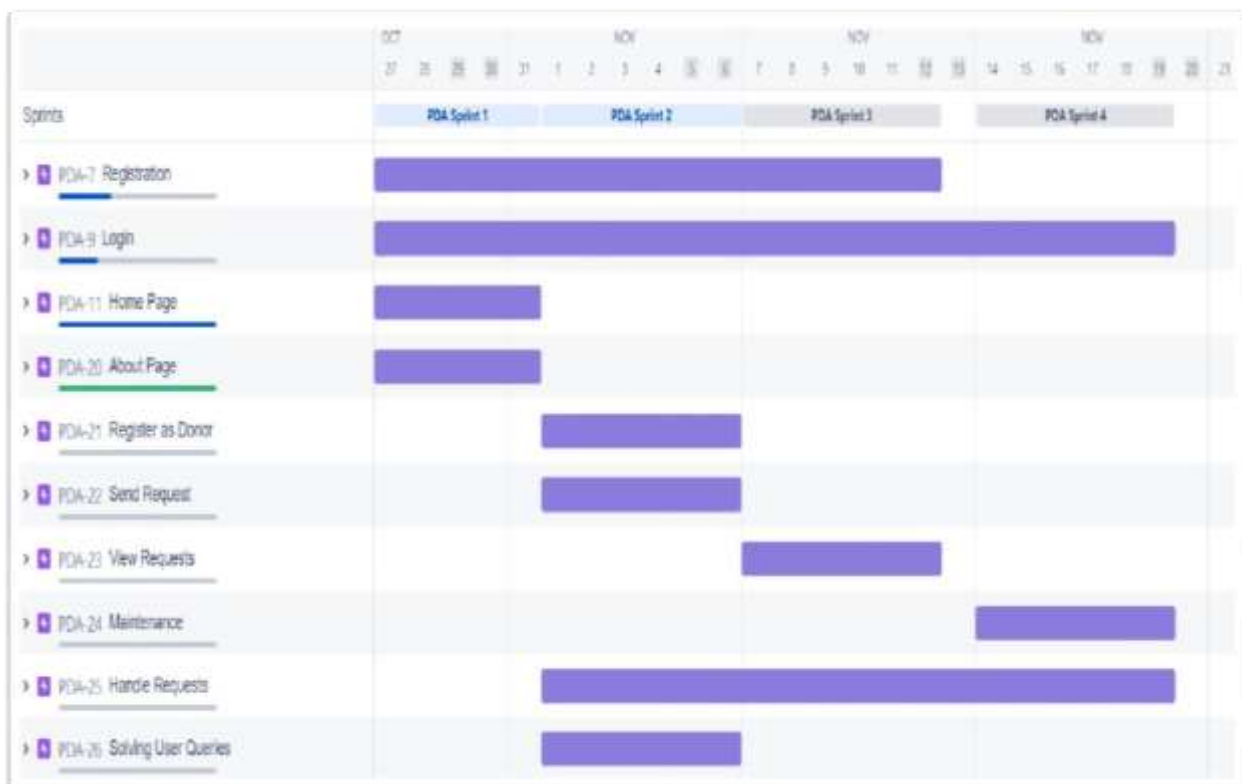 OCT NOV NOV NOV
27 28 29 30 31 1 2 3 4 5 6 7 8 9 10 11 12 13 14 15 16 17 18 19 20 21
Sprints PDA Sprint 1 PDA Sprint 2 PDA Sprint 3 PDA Sprint 4
PDA-7 Registration
PDA-9 Login
PDA-11 Home Page
PDA-20 About Page
PDA-21 Register as Donor
PDA-22 Send Request
PDA-23 View Requests
PDA-24 Maintenance
PDA-25 Handle Requests
PDA-26 Solving User Queries